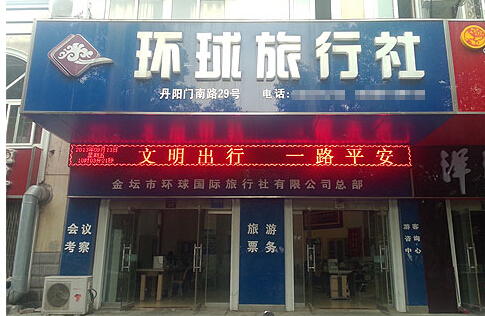 环球旅行社
丹阳门南路29号 电话:
文明出行 一路平安
金坛市环球国际旅行社有限公司总部
会议
考察
旅游
票务
游客
咨询
中心
洋